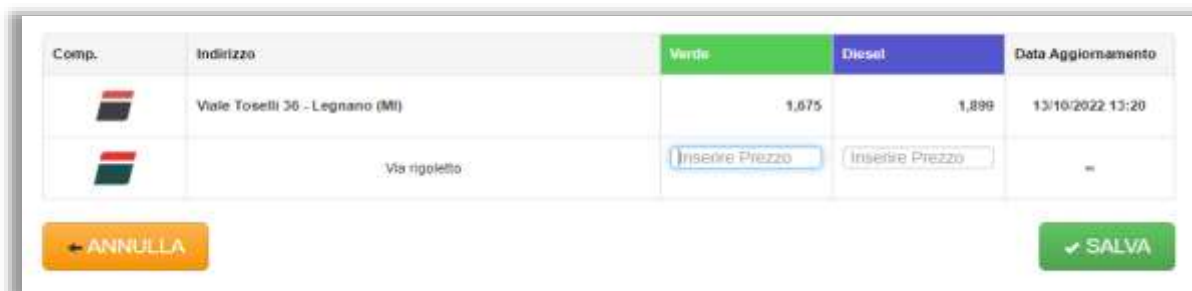 Comp. Indirizzo Verde Diesel Data Aggiornamento
Viale Toselli 36 - Legnano (MI) 1,675 1,899 13/10/2022 13:20
Via rigoletto Inserire Prezzo Inserire Prezzo --
ANNULLA SALVA